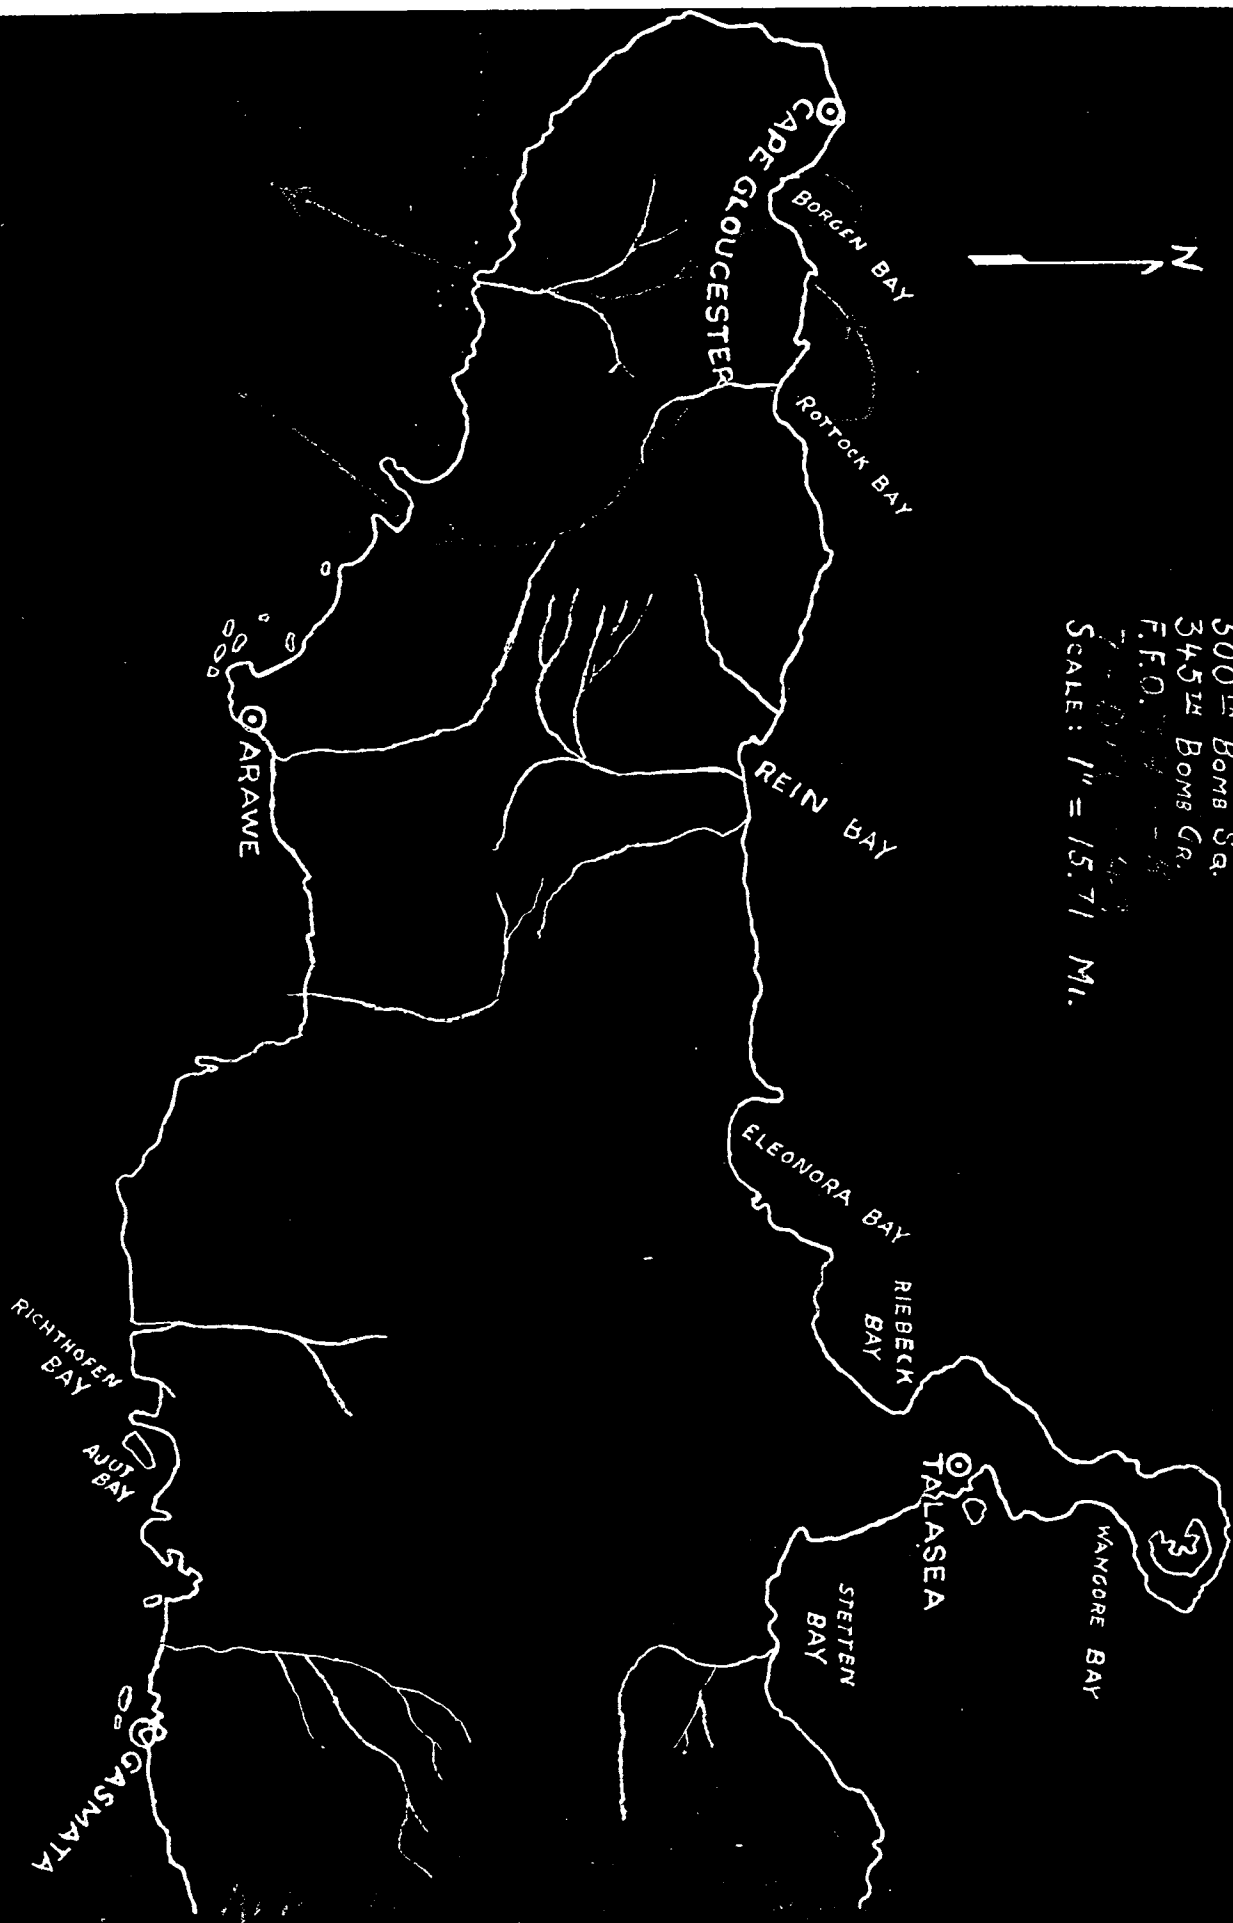 N
500TH BOMB SQ.
345TH BOMB GR.
F.F.O.
SCALE: 1" = 15.71 MI.
WANGORE BAY
TALASEA
RIEBECK
BAY
STETTEN
BAY
CAPE GLOUCESTER
BORGEN BAY
ROTTOCK BAY
REIN BAY
ELEONORA BAY
ARAWE
RICHTHOFEN
BAY
AJUT
BAY
GASMATA